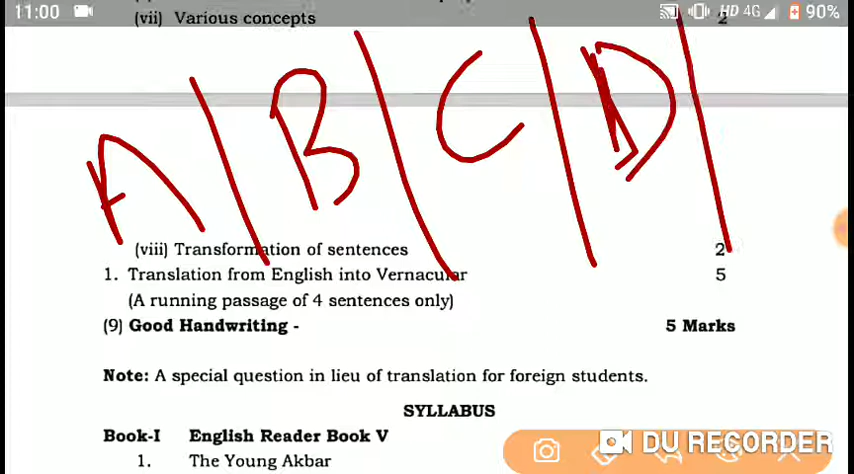 11:00 HD 4G 90%
(vii) Various concepts 2
A/B/C/D/
(viii) Transformation of sentences 2
1. Translation from English into Vernacular 5
(A running passage of 4 sentences only)
(9) Good Handwriting - 5 Marks
Note: A special question in lieu of translation for foreign students.
SYLLABUS
Book-I English Reader Book V
1. The Young Akbar
DU RECORDER